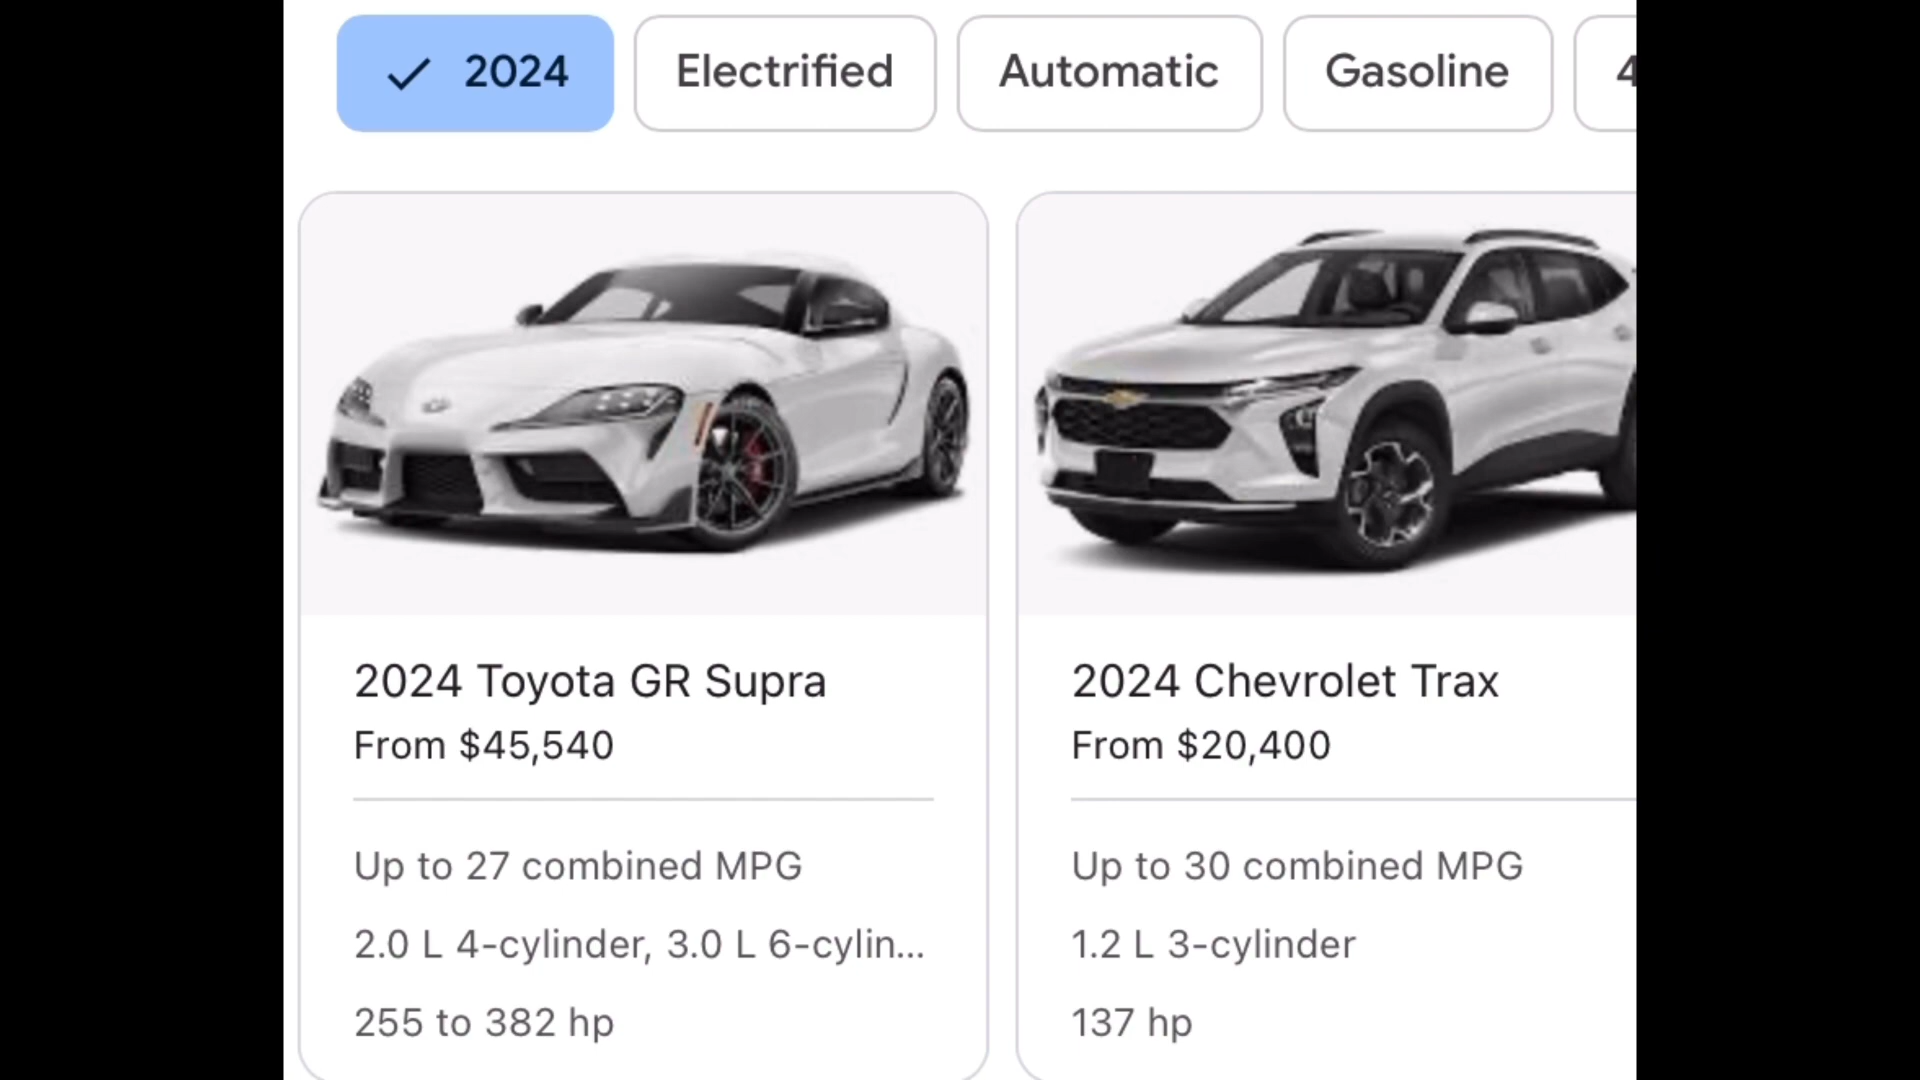 2024
Electrified
Automatic
Gasoline
4
2024 Toyota GR Supra
From $45,540
Up to 27 combined MPG
2.0 L 4-cylinder, 3.0 L 6-cylin...
255 to 382 hp
2024 Chevrolet Trax
From $20,400
Up to 30 combined MPG
1.2 L 3-cylinder
137 hp